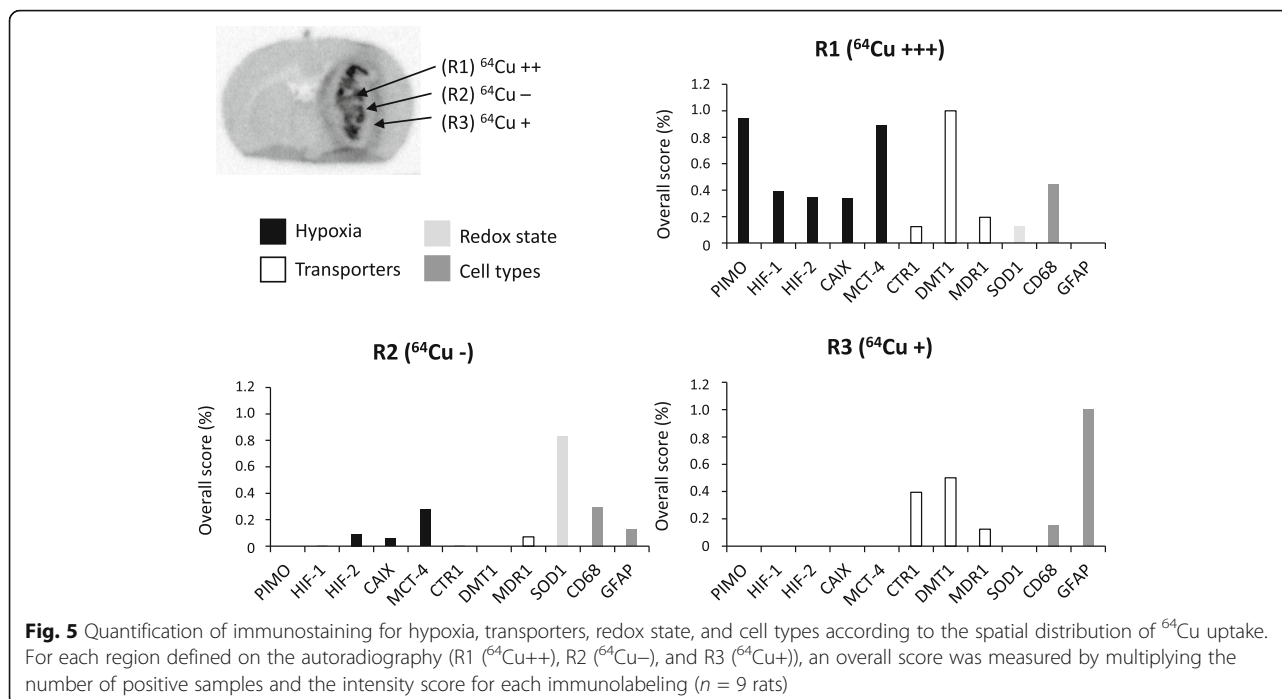 (R1) ⁶⁴Cu ++
(R2) ⁶⁴Cu –
(R3) ⁶⁴Cu +
Hypoxia
Transporters
Redox state
Cell types
R1 (⁶⁴Cu +++)
Overall score (%)
1.2
1.0
0.8
0.6
0.4
0.2
0
PIMO
HIF-1
HIF-2
CAIX
MCT-4
CTR1
DMT1
MDR1
SOD1
CD68
GFAP
R2 (⁶⁴Cu -)
Overall score (%)
1.2
1.0
0.8
0.6
0.4
0.2
0
PIMO
HIF-1
HIF-2
CAIX
MCT-4
CTR1
DMT1
MDR1
SOD1
CD68
GFAP
R3 (⁶⁴Cu +)
Overall score (%)
1.2
1.0
0.8
0.6
0.4
0.2
0
PIMO
HIF-1
HIF-2
CAIX
MCT-4
CTR1
DMT1
MDR1
SOD1
CD68
GFAP
Fig. 5 Quantification of immunostaining for hypoxia, transporters, redox state, and cell types according to the spatial distribution of ⁶⁴Cu uptake.
For each region defined on the autoradiography (R1 (⁶⁴Cu++), R2 (⁶⁴Cu−), and R3 (⁶⁴Cu+)), an overall score was measured by multiplying the
number of positive samples and the intensity score for each immunolabeling (n = 9 rats)